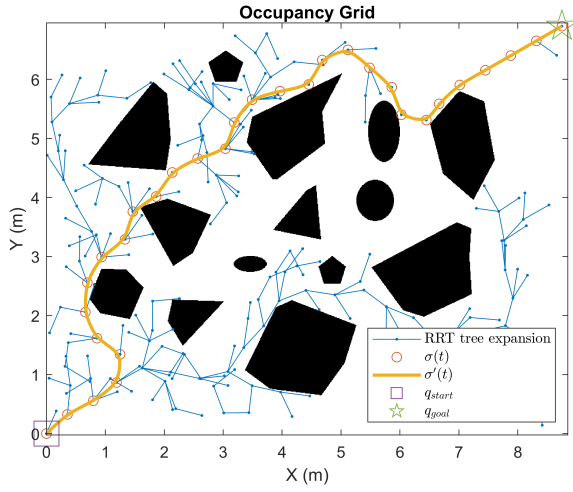 Occupancy Grid
Y (m)
6
5
4
3
2
1
0
0 1 2 3 4 5 6 7 8
X (m)
RRT tree expansion
σ(t)
σ′(t)
q_start
q_goal